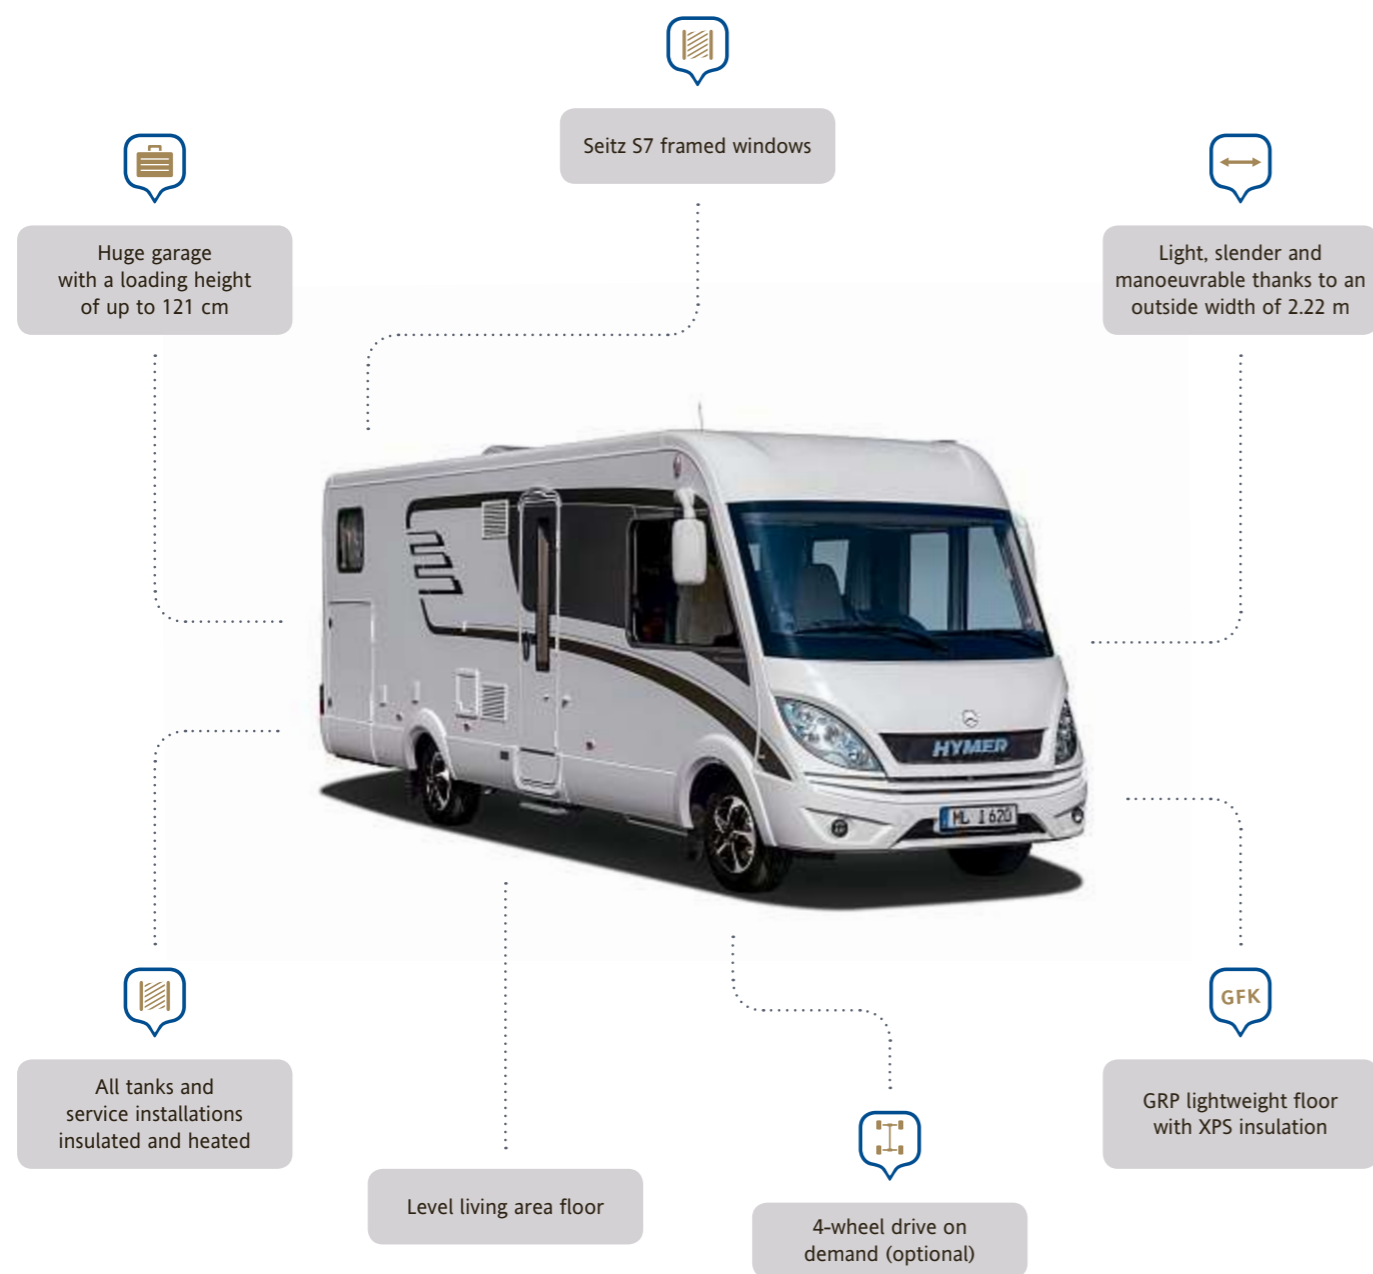 Seitz S7 framed windows
Huge garage
with a loading height
of up to 121 cm
Light, slender and
manoeuvrable thanks to an
outside width of 2.22 m
HYMER
ML I 620
GFK
All tanks and
service installations
insulated and heated
GRP lightweight floor
with XPS insulation
Level living area floor
4-wheel drive on
demand (optional)